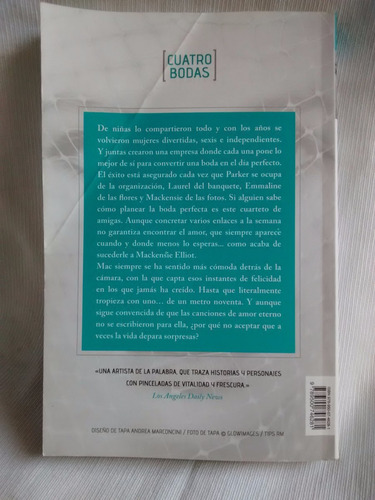 CUATRO
BODAS
De niñas lo compartieron todo y con los años se
volvieron mujeres divertidas, sexis e independientes.
Y juntas crearon una empresa donde cada una pone lo
mejor de sí para convertir una boda en el día perfecto.
El éxito está asegurado cada vez que Parker se ocupa
de la organización, Laurel del banquete, Emmaline
de las flores y Mackensie de las fotos. Si alguien sabe
cómo planear la boda perfecta es este cuarteto de
amigas. Aunque concretar varios enlaces a la semana
no garantiza encontrar el amor, que siempre aparece
cuando y donde menos lo esperas... como acaba de
sucederle a Mackensie Elliot.
Mac siempre se ha sentido más cómoda detrás de la
cámara, con la que capta esos instantes de felicidad
en los que jamás ha creído. Hasta que literalmente
tropieza con uno... de un metro noventa. Y aunque
sigue convencida de que las canciones de amor eterno
no se escribieron para ella, ¿por qué no aceptar que a
veces la vida depara sorpresas?
«UNA ARTISTA DE LA PALABRA, QUE TRAZA HISTORIAS Y PERSONAJES
CON PINCELADAS DE VITALIDAD Y FRESCURA.»
Los Angeles Daily News
DISEÑO DE TAPA ANDREA MARCONCINI / FOTO DE TAPA © GLOWIMAGES / TIPS RM